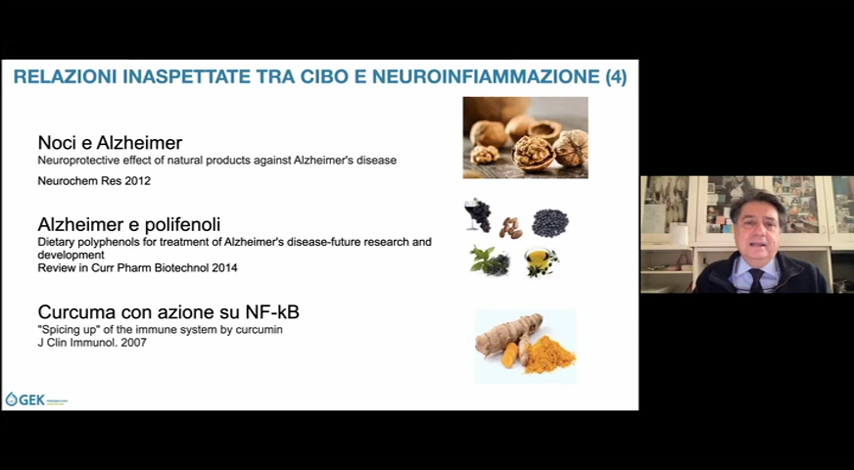 RELAZIONI INASPETTATE TRA CIBO E NEUROINFIAMMAZIONE (4)
Noci e Alzheimer
Neuroprotective effect of natural products against Alzheimer's disease
Neurochem Res 2012
Alzheimer e polifenoli
Dietary polyphenols for treatment of Alzheimer's disease-future research and
development
Review in Curr Pharm Biotechnol 2014
Curcuma con azione su NF-kB
"Spicing up" of the immune system by curcumin
J Clin Immunol. 2007
GEK